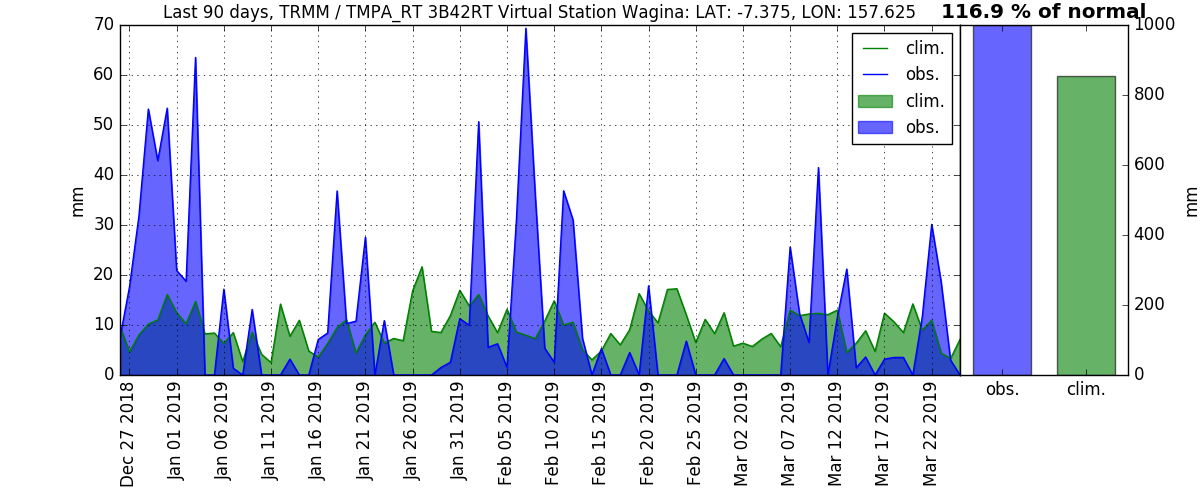 Last 90 days, TRMM / TMPA_RT 3B42RT Virtual Station Wagina: LAT: -7.375, LON: 157.625
116.9 % of normal
mm
70
60
50
40
30
20
10
0
clim.
obs.
clim.
obs.
Dec 27 2018
Jan 01 2019
Jan 06 2019
Jan 11 2019
Jan 16 2019
Jan 21 2019
Jan 26 2019
Jan 31 2019
Feb 05 2019
Feb 10 2019
Feb 15 2019
Feb 20 2019
Feb 25 2019
Mar 02 2019
Mar 07 2019
Mar 12 2019
Mar 17 2019
Mar 22 2019
1000
800
600
400
200
0
mm
obs.
clim.